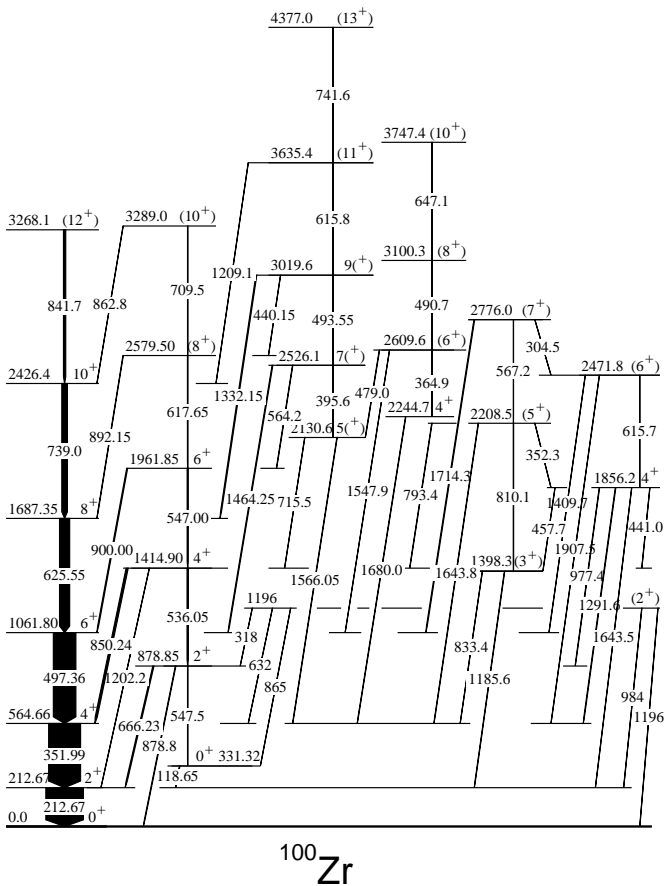 4377.0 (13+)
741.6
3747.4 (10+)
3635.4 (11+)
647.1
615.8
3268.1 (12+) 3289.0 (10+)
3100.3 (8+)
3019.6 9(+)
1209.1
841.7 862.8 709.5 440.15 493.55 490.7
2776.0 (7+)
304.5
2579.50 (8+) 2609.6 (6+)
2526.1 7(+)
567.2 2471.8 (6+)
2426.4 10+
1332.15 395.6 479.0 364.9
617.65 564.2 2244.7 4+ 2208.5 (5+)
2130.6 5(+)
892.15 615.7
739.0 352.3
1961.85 6+
1714.3 1856.2 4+
1464.25 715.5 793.4 810.1 1409.7
1687.35 8+
547.00 1547.9 457.7 441.0
1907.5
900.00
1414.90 4+ 1398.3 (3+)
625.55 1566.05 1680.0 1643.8 977.4
1196 1291.6 (2+)
536.05
1061.80 6+
318 833.4 1643.5
850.24 878.85 2+ 632
497.36 1202.2 865 1185.6
984
564.66 4+ 547.5 1196
666.23
351.99 878.8 0+ 331.32
212.67 2+ 118.65
212.67
0.0 0+
100Zr